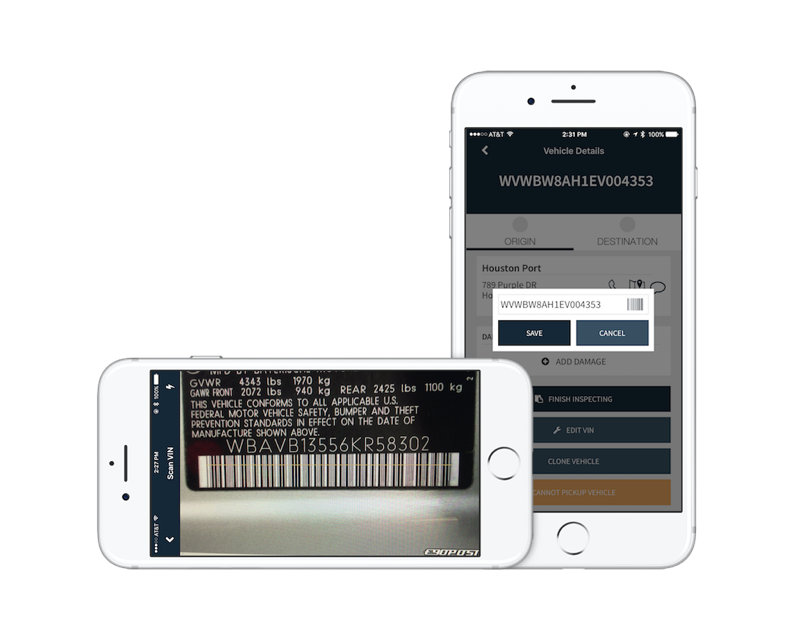 AT&T 2:31 PM 100%
Vehicle Details
WVWBW8AH1EV004353
ORIGIN DESTINATION
Houston Port
789 Purple DR
WVWBW8AH1EV004353
SAVE CANCEL
ADD DAMAGE
FINISH INSPECTING
EDIT VIN
CLONE VEHICLE
CANNOT PICKUP VEHICLE
AT&T 2:27 PM 100%
Scan VIN
GVWR 4343 lbs 1970 kg
GAWR FRONT 2072 lbs 940 kg REAR 2425 lbs 1100 kg
THIS VEHICLE CONFORMS TO ALL APPLICABLE U.S.
FEDERAL MOTOR VEHICLE SAFETY, BUMPER AND THEFT
PREVENTION STANDARDS IN EFFECT ON THE DATE OF
MANUFACTURE SHOWN ABOVE.
WBAVB13556KR58302
E90POST